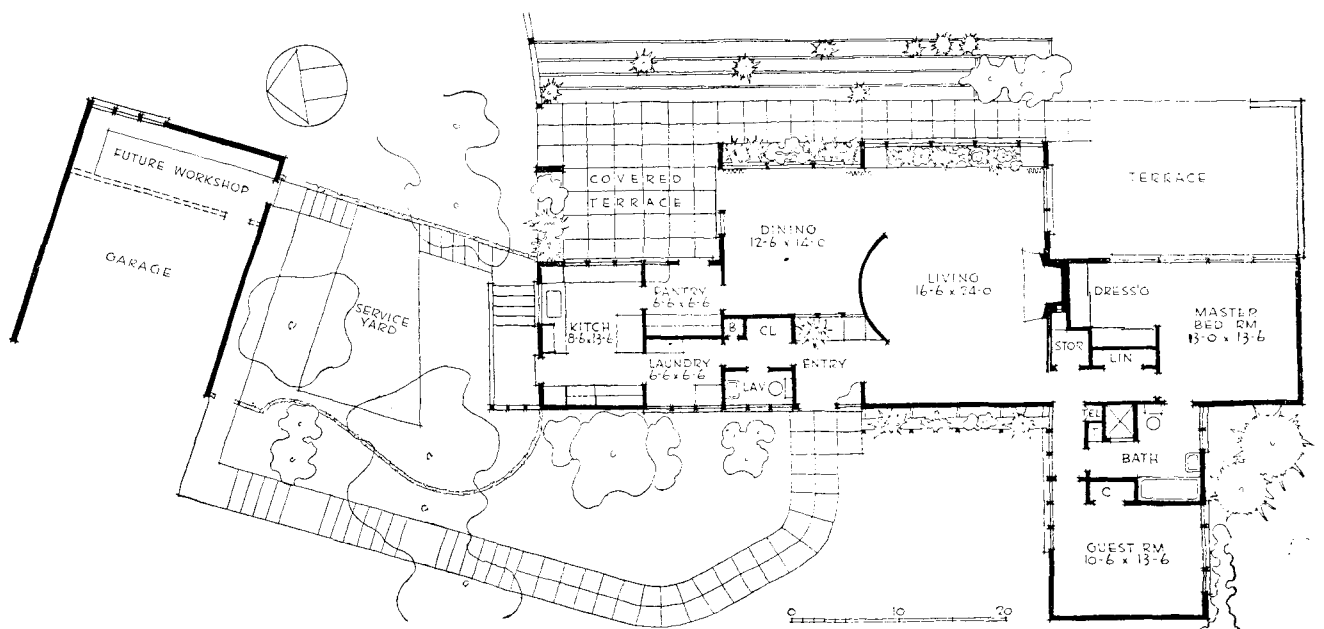 FUTURE WORKSHOP
GARAGE
SERVICE
YARD
COVERED
TERRACE
DINING
12-6 x 14-0
PANTRY
6-6 x 6-6
KITCH
8-6 x 13-6
LAUNDRY
6-6 x 6-6
B
CL
LAV
ENTRY
LIVING
16-6 x 24-0
TERRACE
DRESS'G
MASTER
BED RM
13-0 x 13-6
STOR
LIN
TEL
T
BATH
C
GUEST RM
10-6 x 13-6
0 10 20